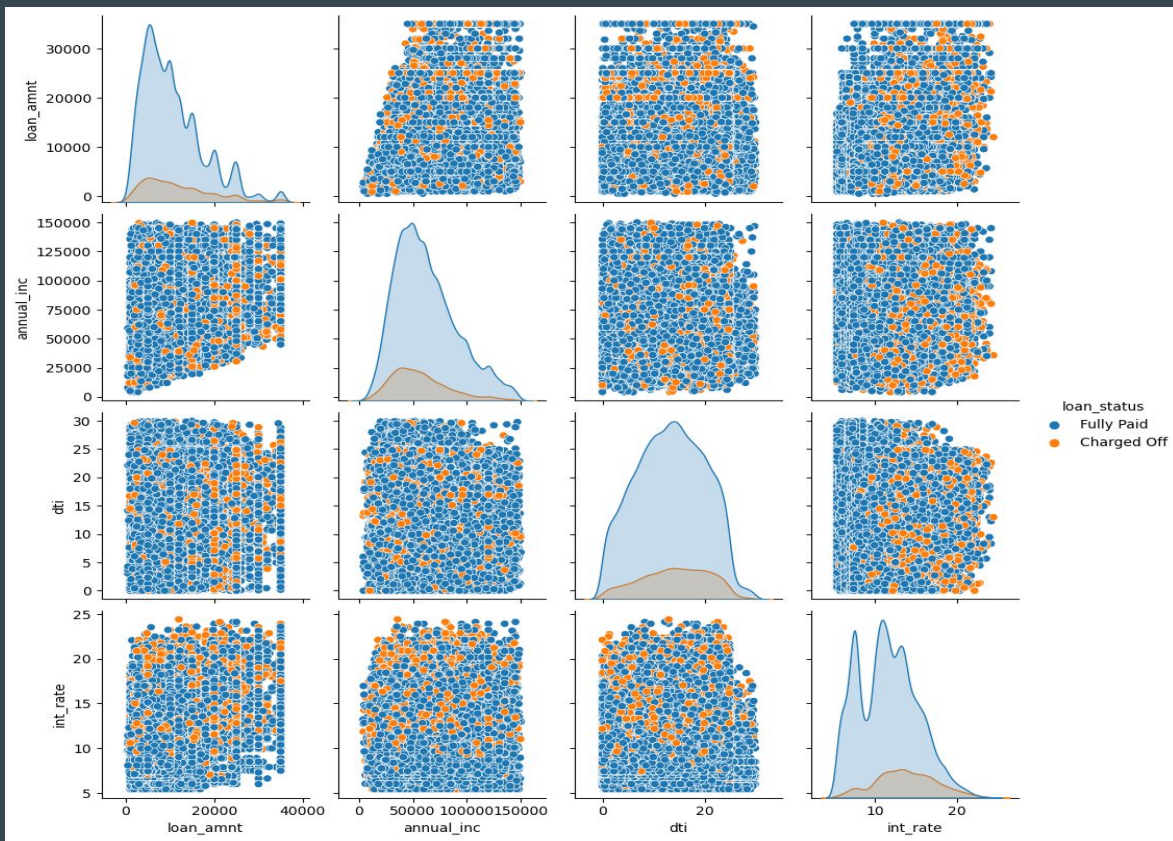 loan_amnt
30000
20000
10000
0
annual_inc
150000
125000
100000
75000
50000
25000
0
loan_status
Fully Paid
Charged Off
dti
30
25
20
15
10
5
0
int_rate
25
20
15
10
5
0 20000 40000
loan_amnt
0 50000 100000 150000
annual_inc
0 20
dti
10 20
int_rate